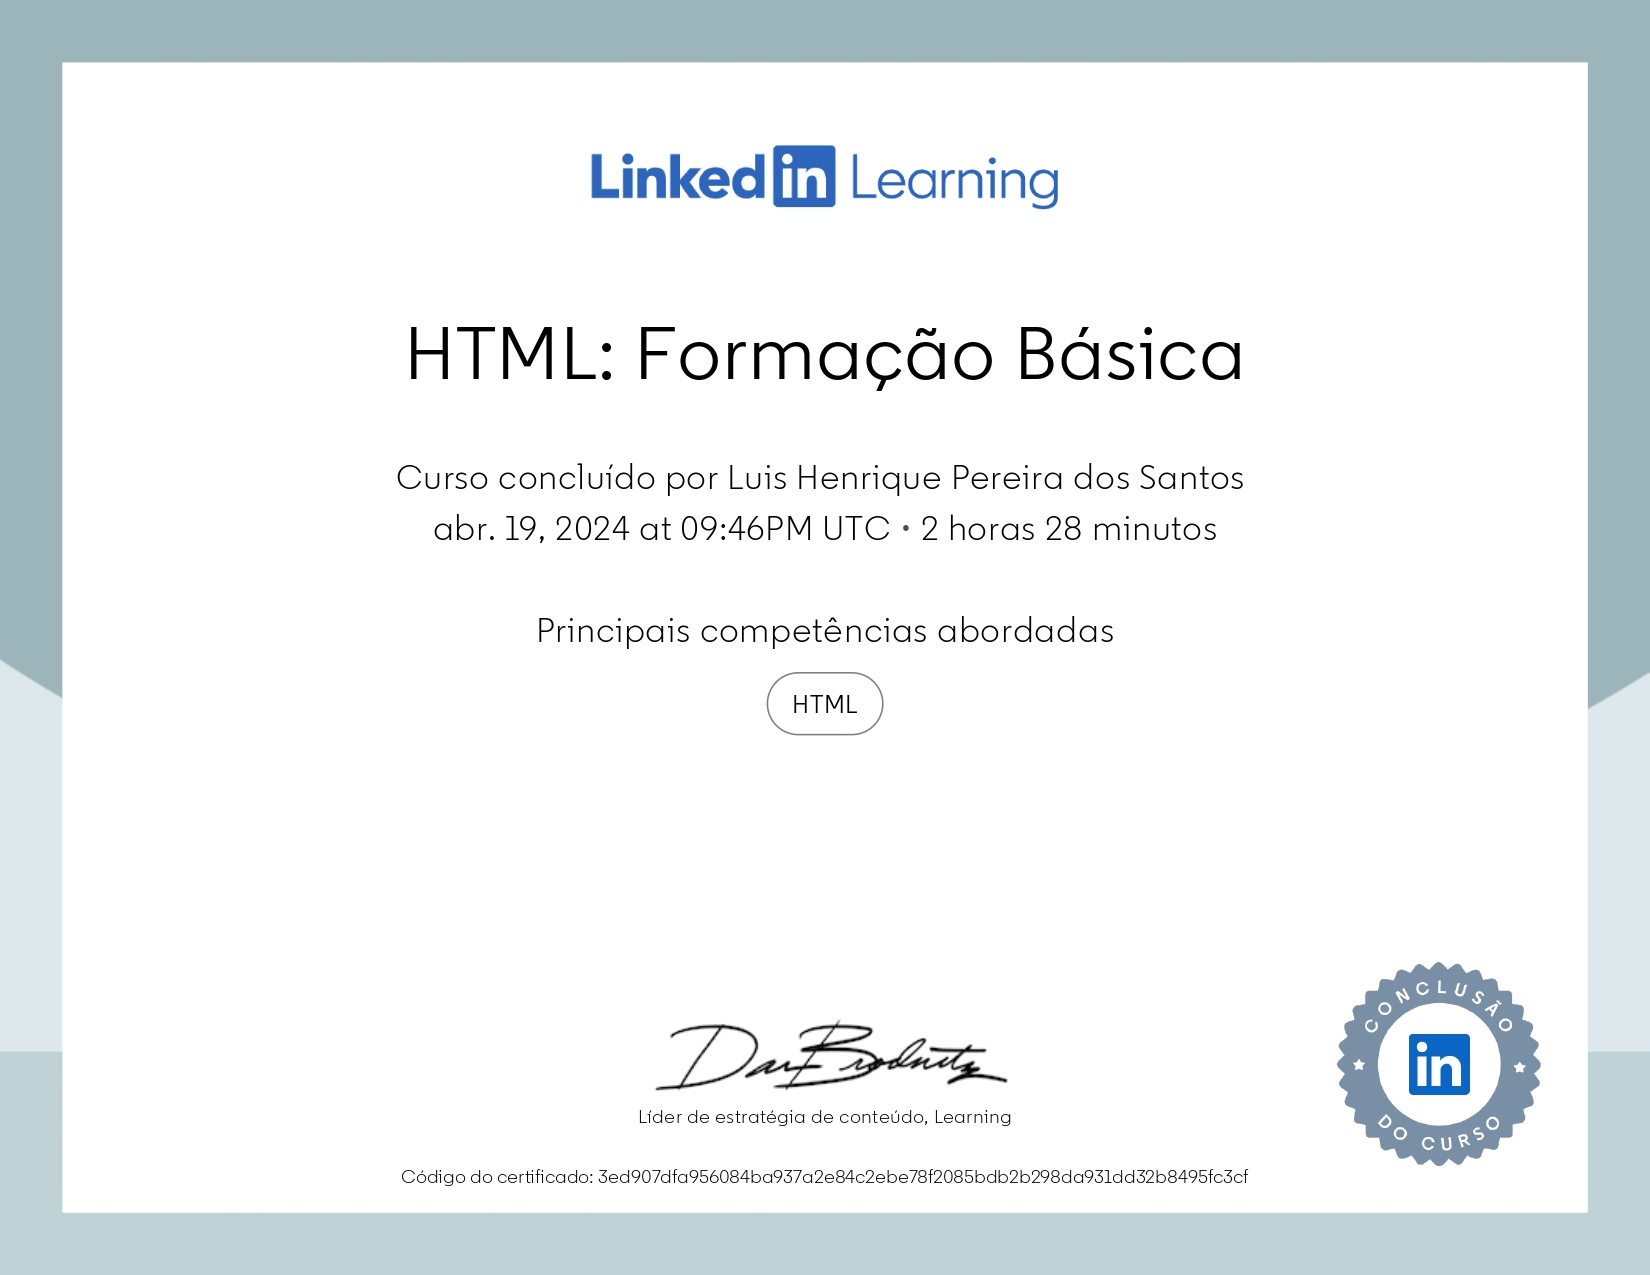 Linkedin Learning
HTML: Formação Básica
Curso concluído por Luis Henrique Pereira dos Santos
abr. 19, 2024 at 09:46PM UTC • 2 horas 28 minutos
Principais competências abordadas
HTML
Dan Brodnitz
Líder de estratégia de conteúdo, Learning
Código do certificado: 3ed907dfa956084ba937a2e84c2ebe78f2085bdb2b298da931dd32b8495fc3cf
CONCLUSÃO
in
DO CURSO